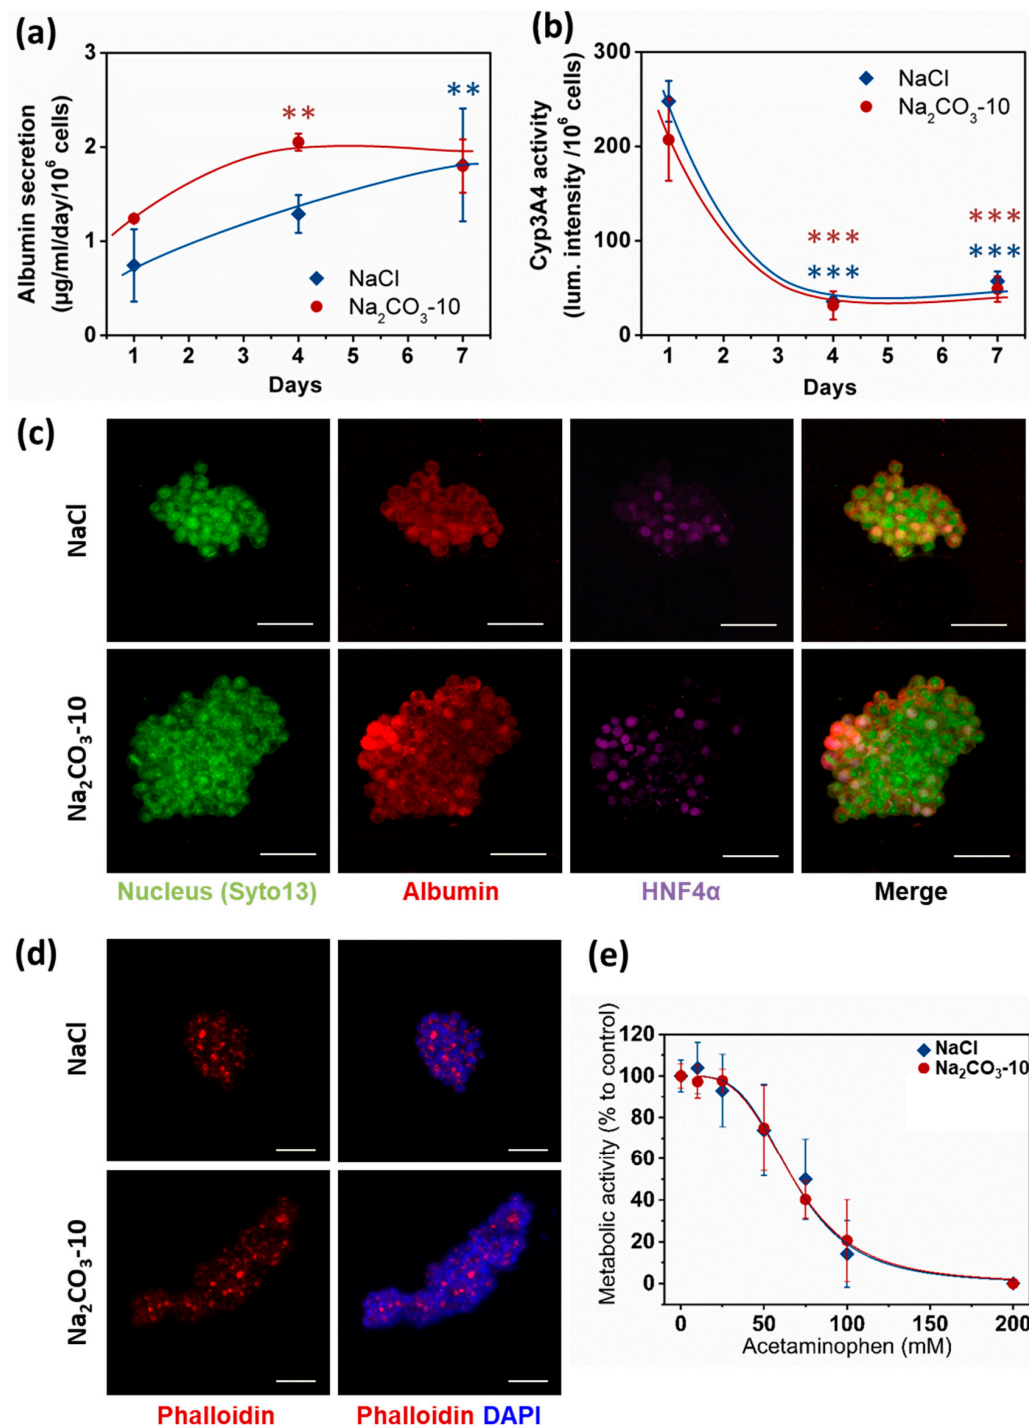 (a)
3
2
1
0
Albumin secretion
(µg/ml/day/10⁶ cells)
**
**
NaCl
Na₂CO₃-10
1 2 3 4 5 6 7
Days
(b)
300
200
100
0
Cyp3A4 activity
(lum. intensity /10⁶ cells)
NaCl
Na₂CO₃-10
***
***
***
***
1 2 3 4 5 6 7
Days
(c)
NaCl
Na₂CO₃-10
Nucleus (Syto13) Albumin HNF4α Merge
(d)
NaCl
Na₂CO₃-10
Phalloidin Phalloidin DAPI
(e)
120
100
80
60
40
20
0
Metabolic activity (% to control)
NaCl
Na₂CO₃-10
0 50 100 150 200
Acetaminophen (mM)